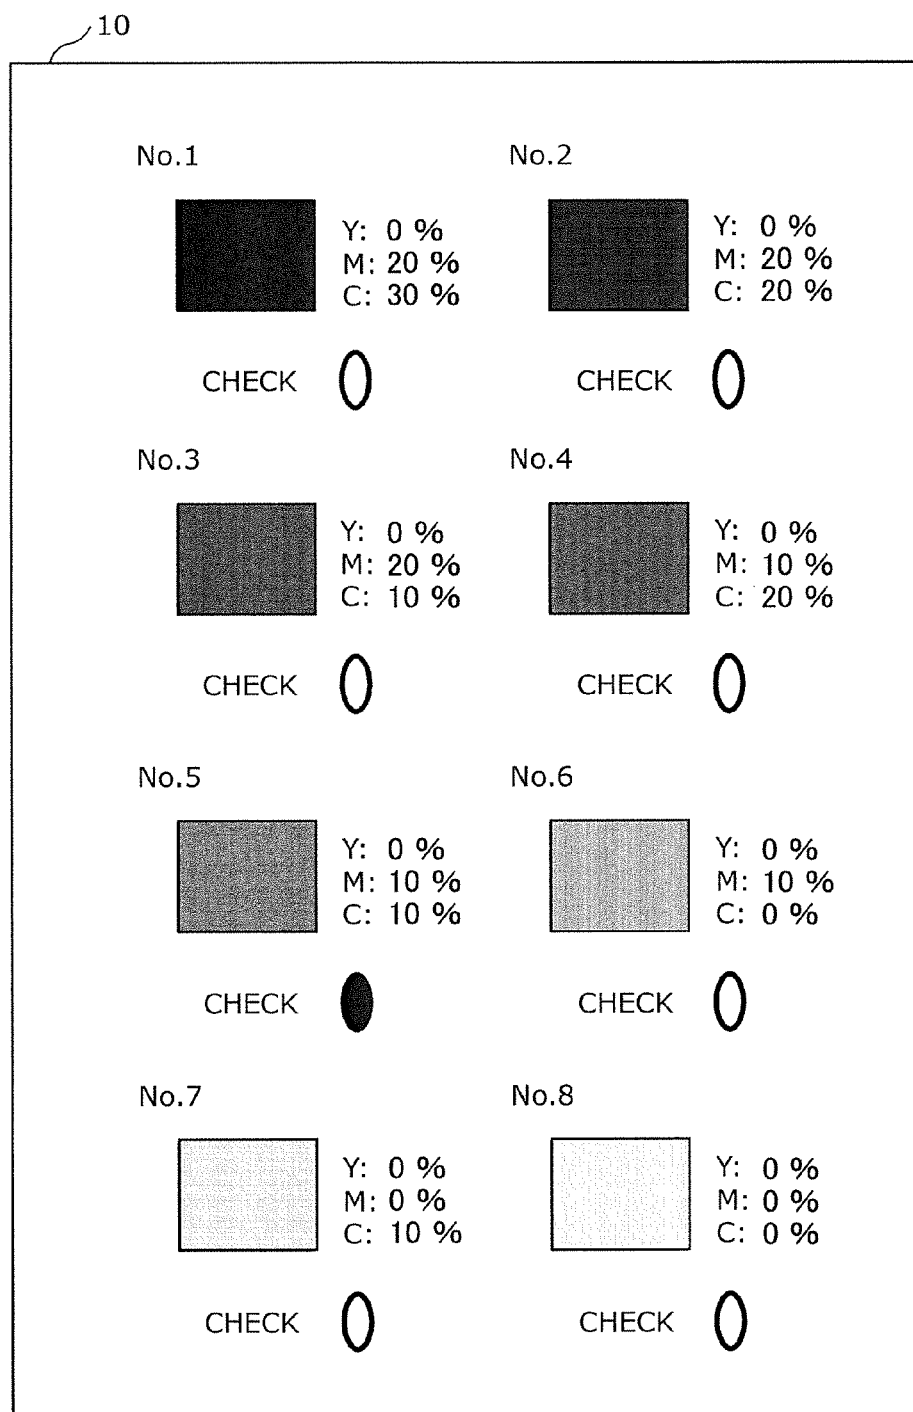 10
No.1
Y: 0 %
M: 20 %
C: 30 %
CHECK
No.2
Y: 0 %
M: 20 %
C: 20 %
CHECK
No.3
Y: 0 %
M: 20 %
C: 10 %
CHECK
No.4
Y: 0 %
M: 10 %
C: 20 %
CHECK
No.5
Y: 0 %
M: 10 %
C: 10 %
CHECK
No.6
Y: 0 %
M: 10 %
C: 0 %
CHECK
No.7
Y: 0 %
M: 0 %
C: 10 %
CHECK
No.8
Y: 0 %
M: 0 %
C: 0 %
CHECK